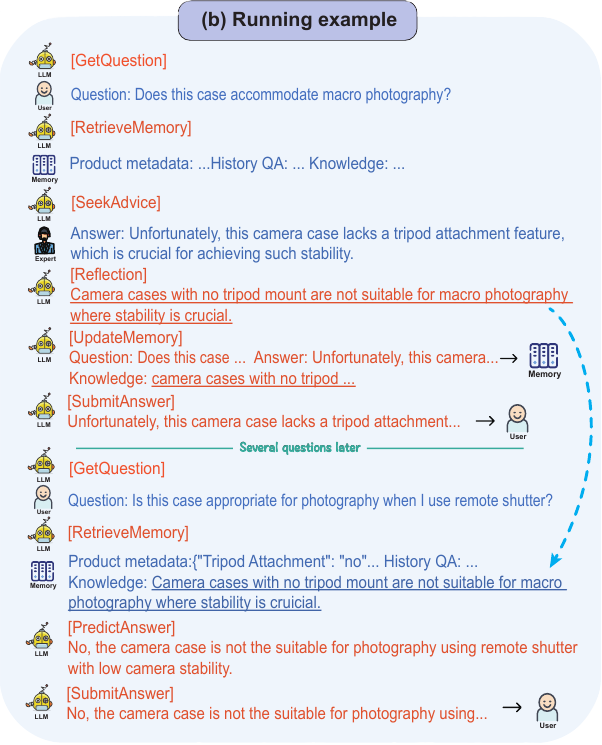 (b) Running example
LLM
[GetQuestion]
User
Question: Does this case accommodate macro photography?
LLM
[RetrieveMemory]
Memory
Product metadata: ...History QA: ... Knowledge: ...
LLM
[SeekAdvice]
Expert
Answer: Unfortunately, this camera case lacks a tripod attachment feature,
which is crucial for achieving such stability.
LLM
[Reflection]
Camera cases with no tripod mount are not suitable for macro photography
where stability is crucial.
LLM
[UpdateMemory]
Question: Does this case ... Answer: Unfortunately, this camera...→
Memory
Knowledge: camera cases with no tripod ...
LLM
[SubmitAnswer]
Unfortunately, this camera case lacks a tripod attachment... →
User
Several questions later
LLM
[GetQuestion]
User
Question: Is this case appropriate for photography when I use remote shutter?
LLM
[RetrieveMemory]
Memory
Product metadata:{"Tripod Attachment": "no"... History QA: ...
Knowledge: Camera cases with no tripod mount are not suitable for macro
photography where stability is cruicial.
LLM
[PredictAnswer]
No, the camera case is not the suitable for photography using remote shutter
with low camera stability.
LLM
[SubmitAnswer]
No, the camera case is not the suitable for photography using... →
User